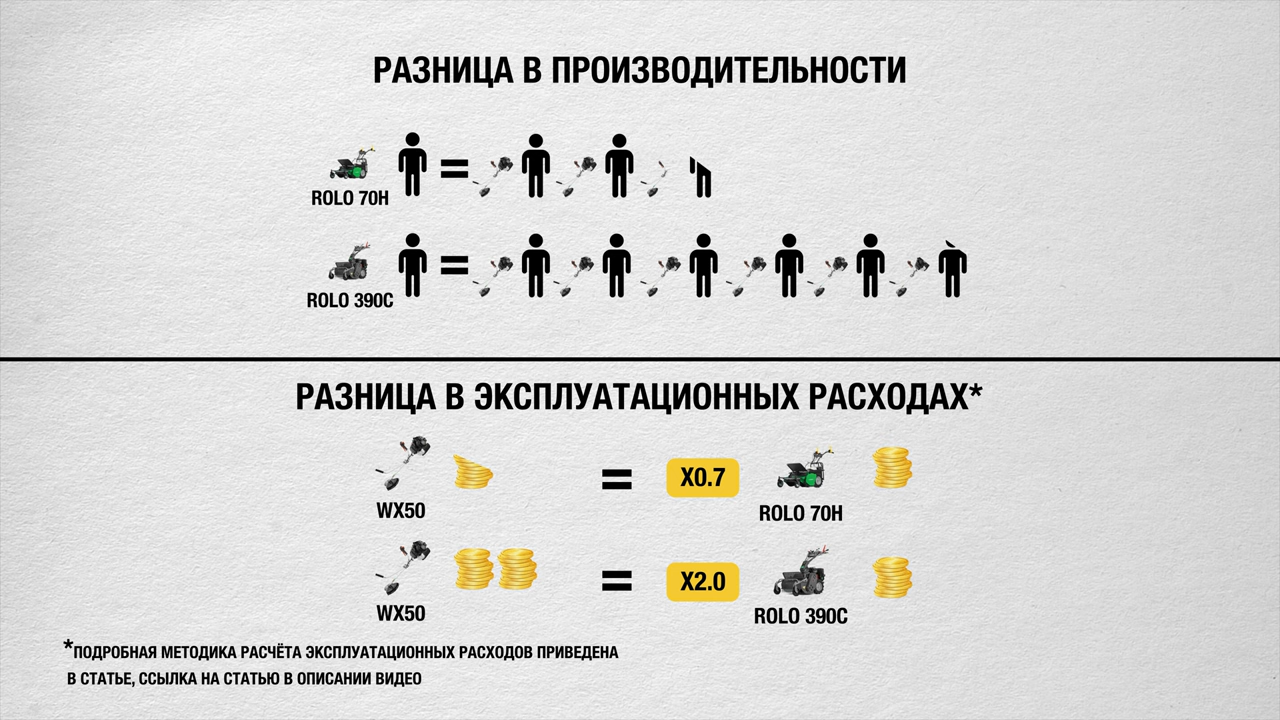 РАЗНИЦА В ПРОИЗВОДИТЕЛЬНОСТИ
ROLO 70H
=
ROLO 390C
=
РАЗНИЦА В ЭКСПЛУАТАЦИОННЫХ РАСХОДАХ*
WX50
=
X0.7
ROLO 70H
WX50
=
X2.0
ROLO 390C
*ПОДРОБНАЯ МЕТОДИКА РАСЧЁТА ЭКСПЛУАТАЦИОННЫХ РАСХОДОВ ПРИВЕДЕНА
В СТАТЬЕ, ССЫЛКА НА СТАТЬЮ В ОПИСАНИИ ВИДЕО